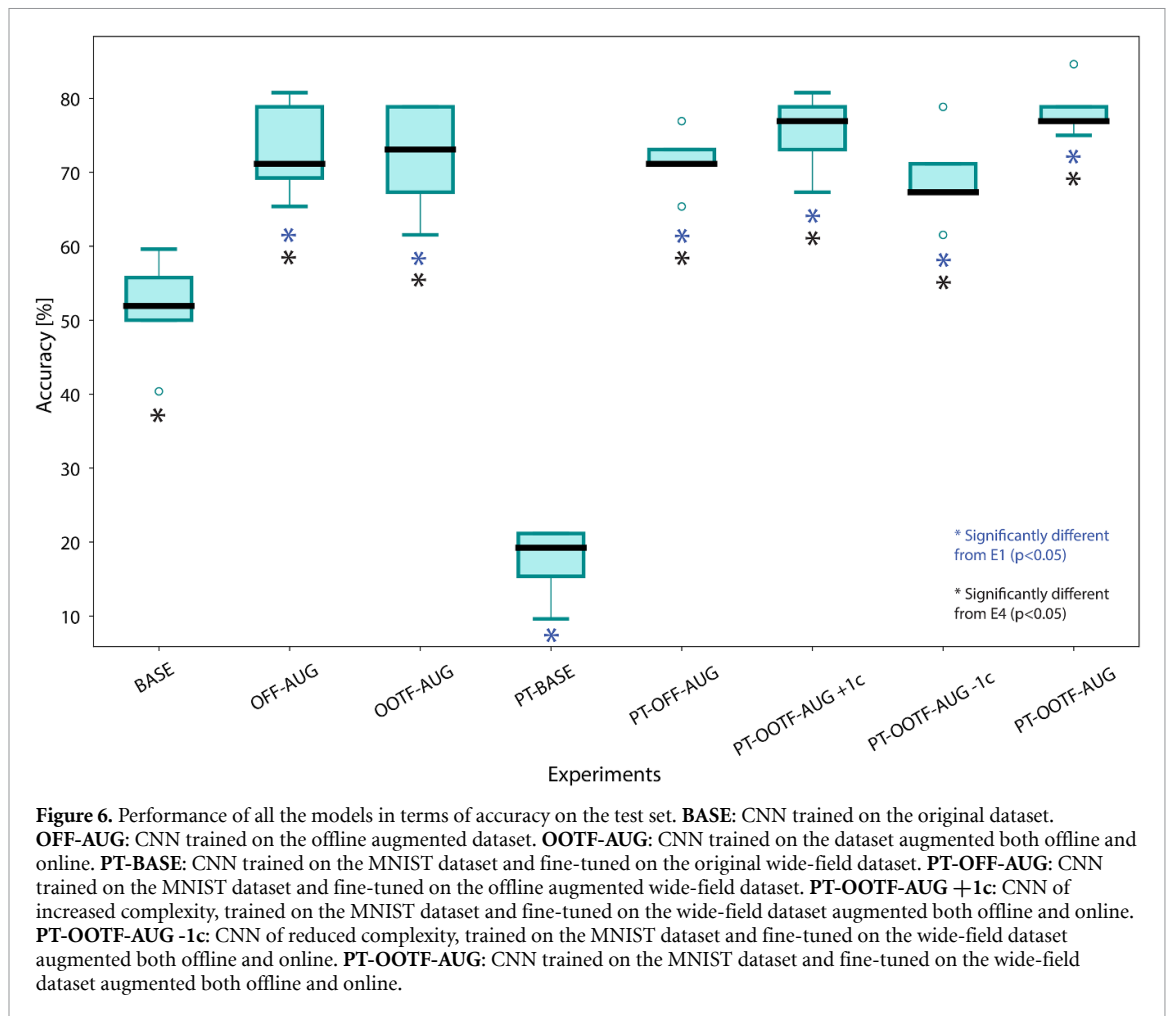 80
70
60
50
40
30
20
10
Accuracy [%]
*
*
*
*
*
*
*
*
*
*
*
*
*
*
* Significantly different
from E1 (p<0.05)
* Significantly different
from E4 (p<0.05)
BASE
OFF-AUG
OOTF-AUG
PT-BASE
PT-OFF-AUG
PT-OOTF-AUG +1c
PT-OOTF-AUG -1c
PT-OOTF-AUG
Experiments
Figure 6. Performance of all the models in terms of accuracy on the test set. BASE: CNN trained on the original dataset.
OFF-AUG: CNN trained on the offline augmented dataset. OOTF-AUG: CNN trained on the dataset augmented both offline and
online. PT-BASE: CNN trained on the MNIST dataset and fine-tuned on the original wide-field dataset. PT-OFF-AUG: CNN
trained on the MNIST dataset and fine-tuned on the offline augmented wide-field dataset. PT-OOTF-AUG +1c: CNN of
increased complexity, trained on the MNIST dataset and fine-tuned on the wide-field dataset augmented both offline and online.
PT-OOTF-AUG -1c: CNN of reduced complexity, trained on the MNIST dataset and fine-tuned on the wide-field dataset
augmented both offline and online. PT-OOTF-AUG: CNN trained on the MNIST dataset and fine-tuned on the wide-field
dataset augmented both offline and online.